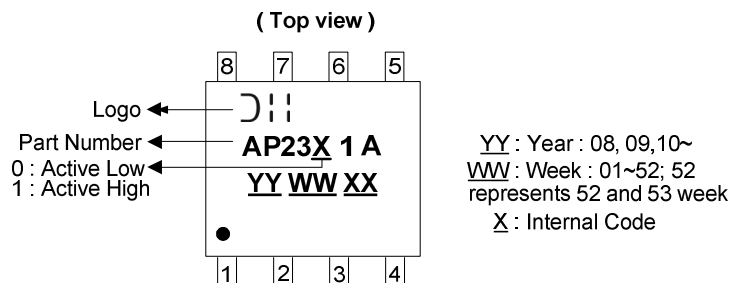 ( Top view )
8 7 6 5
Logo
Part Number
0 : Active Low
1 : Active High
AP23X 1 A
YY WW XX
1 2 3 4
YY : Year : 08, 09,10~
WW : Week : 01~52; 52
represents 52 and 53 week
X : Internal Code